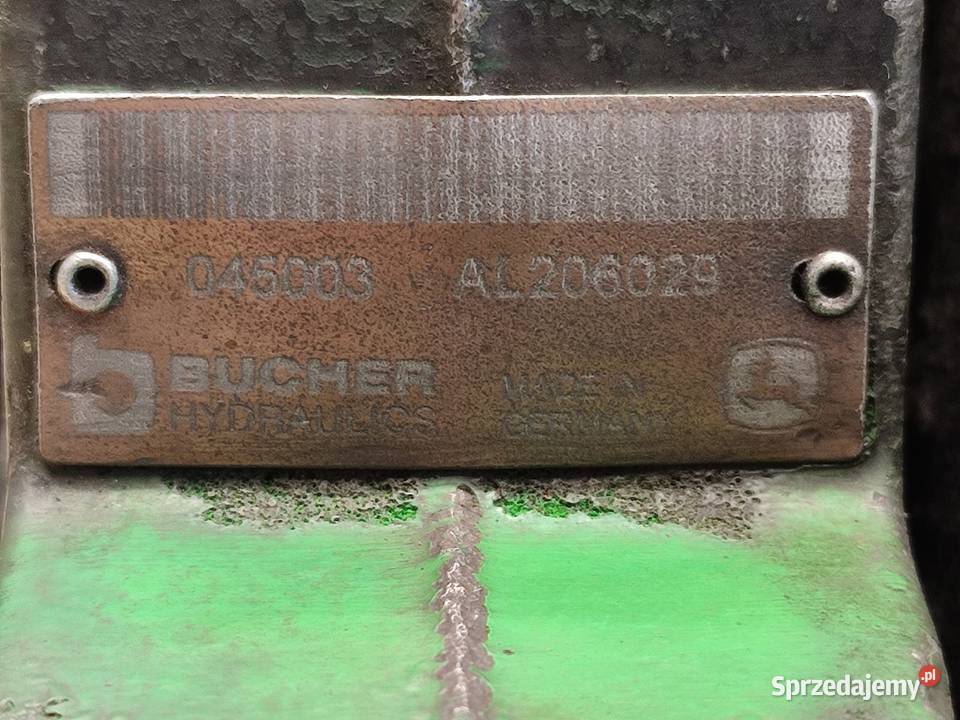 045003 AL206029
BUCHER
HYDRAULICS
MADE IN
GERMANY
Sprzedajemy.pl